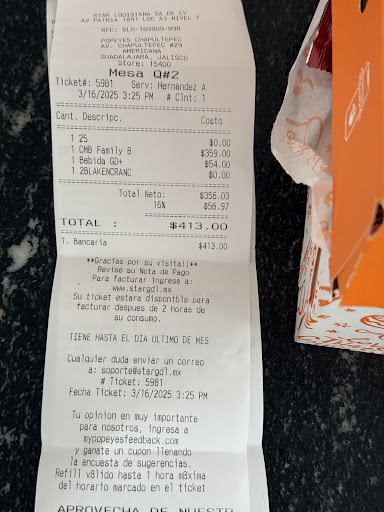 STAR LOUISIANA SA DE CV
AV PATRIA 1891 LOC A3 NIVEL 7
RFC: SLO-160909-B98
POPEYES CHAPULTEPEC
AV. CHAPULTEPEC #29
AMERICANA
GUADALAJARA, JALISCO
Store: 15400
Mesa Q#2
Ticket#: 5981 Serv: Hernandez A
3/16/2025 3:25 PM # Clnt: 1
Cant. Descripc. Costo
1 25 $0.00
1 CMB Family 8 $359.00
1 Bebida GD+ $54.00
1 2BLAKENCRANC $0.00
Total Neto: $356.03
16% $56.97
TOTAL : $413.00
T. Bancaria $413.00
**Gracias por su visita!!**
Revise su Nota de Pago
Para facturar ingrese a:
www.stargdl.mx
Su ticket estara disponible para
facturar despues de 2 horas de
su consumo.
TIENE HASTA EL DIA ULTIMO DE MES
Cualquier duda enviar un correo
a: soporte@stargdl.mx
# Ticket: 5981
Fecha Ticket: 3/16/2025 3:25 PM
Tu opinion en muy importante
para nosotros, ingresa a
mypopeyesfeedback.com
y ganate un cupon llenando
la encuesta de sugerencias.
Refill válido hasta 1 hora máxima
del horario marcado en el ticket
APROVECHA DE NUESTR